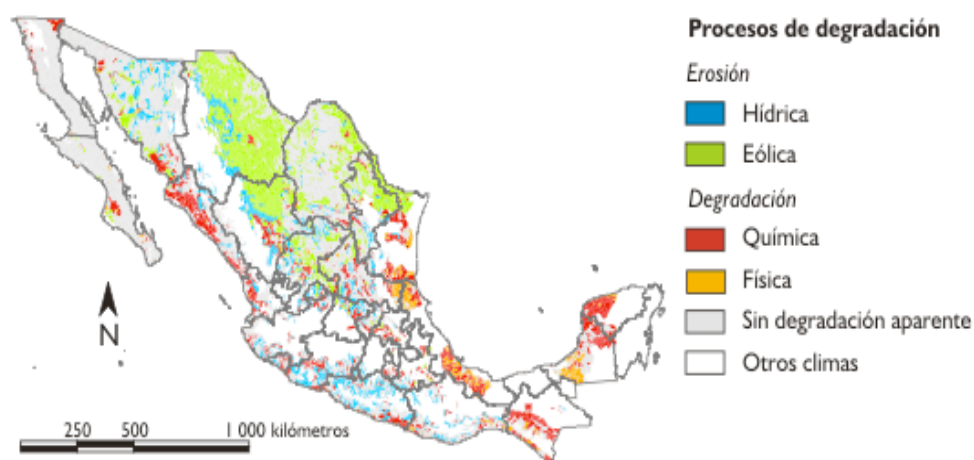 Procesos de degradación
Erosión
Hídrica
Eólica
Degradación
Química
Física
Sin degradación aparente
Otros climas
N
250 500 1 000 kilómetros